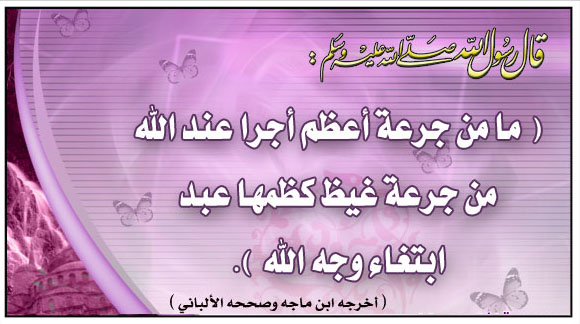 قال رسول الله صلى الله عليه وسلم :
( ما من جرعة أعظم أجرا عند الله
من جرعة غيظ كظمها عبد
ابتغاء وجه الله ).
( أخرجه ابن ماجه وصححه الألباني )